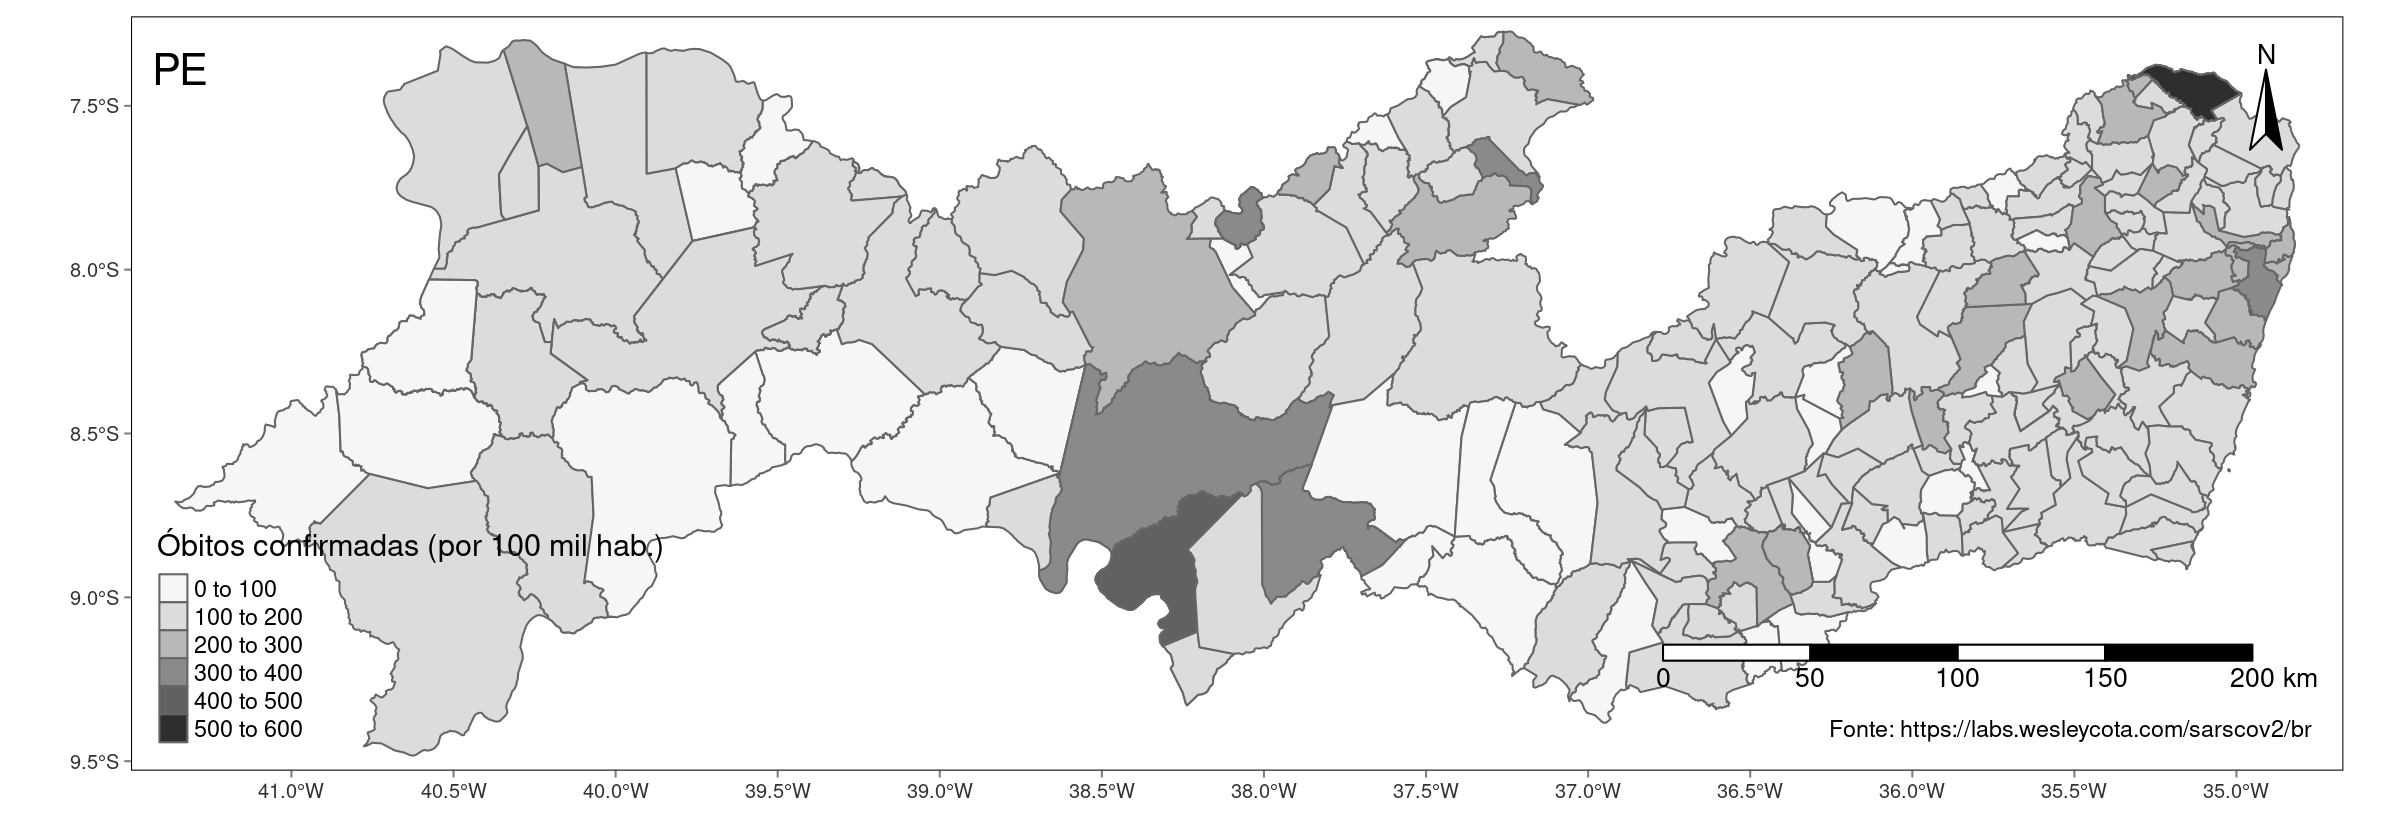 PE
N
7.5°S
8.0°S
8.5°S
9.0°S
9.5°S
Óbitos confirmadas (por 100 mil hab.)
0 to 100
100 to 200
200 to 300
300 to 400
400 to 500
500 to 600
0 50 100 150 200 km
Fonte: https://labs.wesleycota.com/sarscov2/br
41.0°W 40.5°W 40.0°W 39.5°W 39.0°W 38.5°W 38.0°W 37.5°W 37.0°W 36.5°W 36.0°W 35.5°W 35.0°W